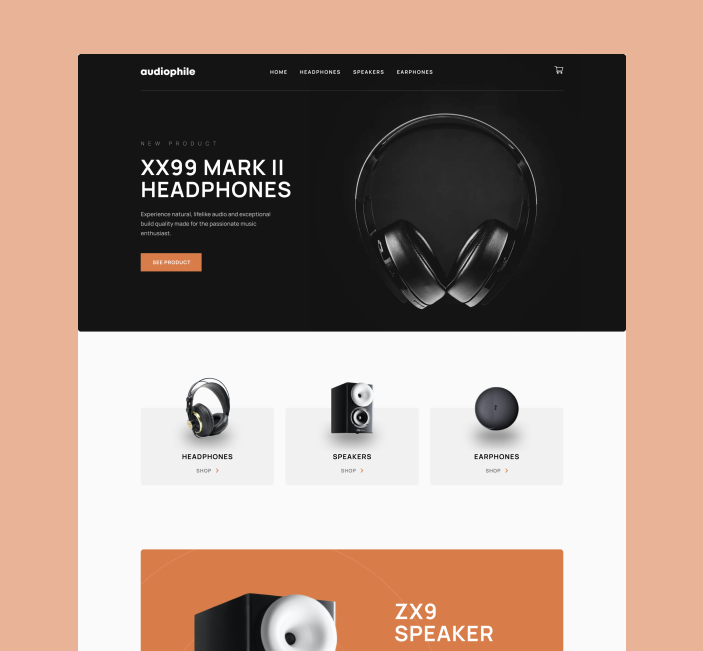 audiophile
HOME HEADPHONES SPEAKERS EARPHONES
NEW PRODUCT
XX99 MARK II
HEADPHONES
Experience natural, lifelike audio and exceptional
build quality made for the passionate music
enthusiast.
SEE PRODUCT
HEADPHONES
SHOP
SPEAKERS
SHOP
EARPHONES
SHOP
ZX9
SPEAKER